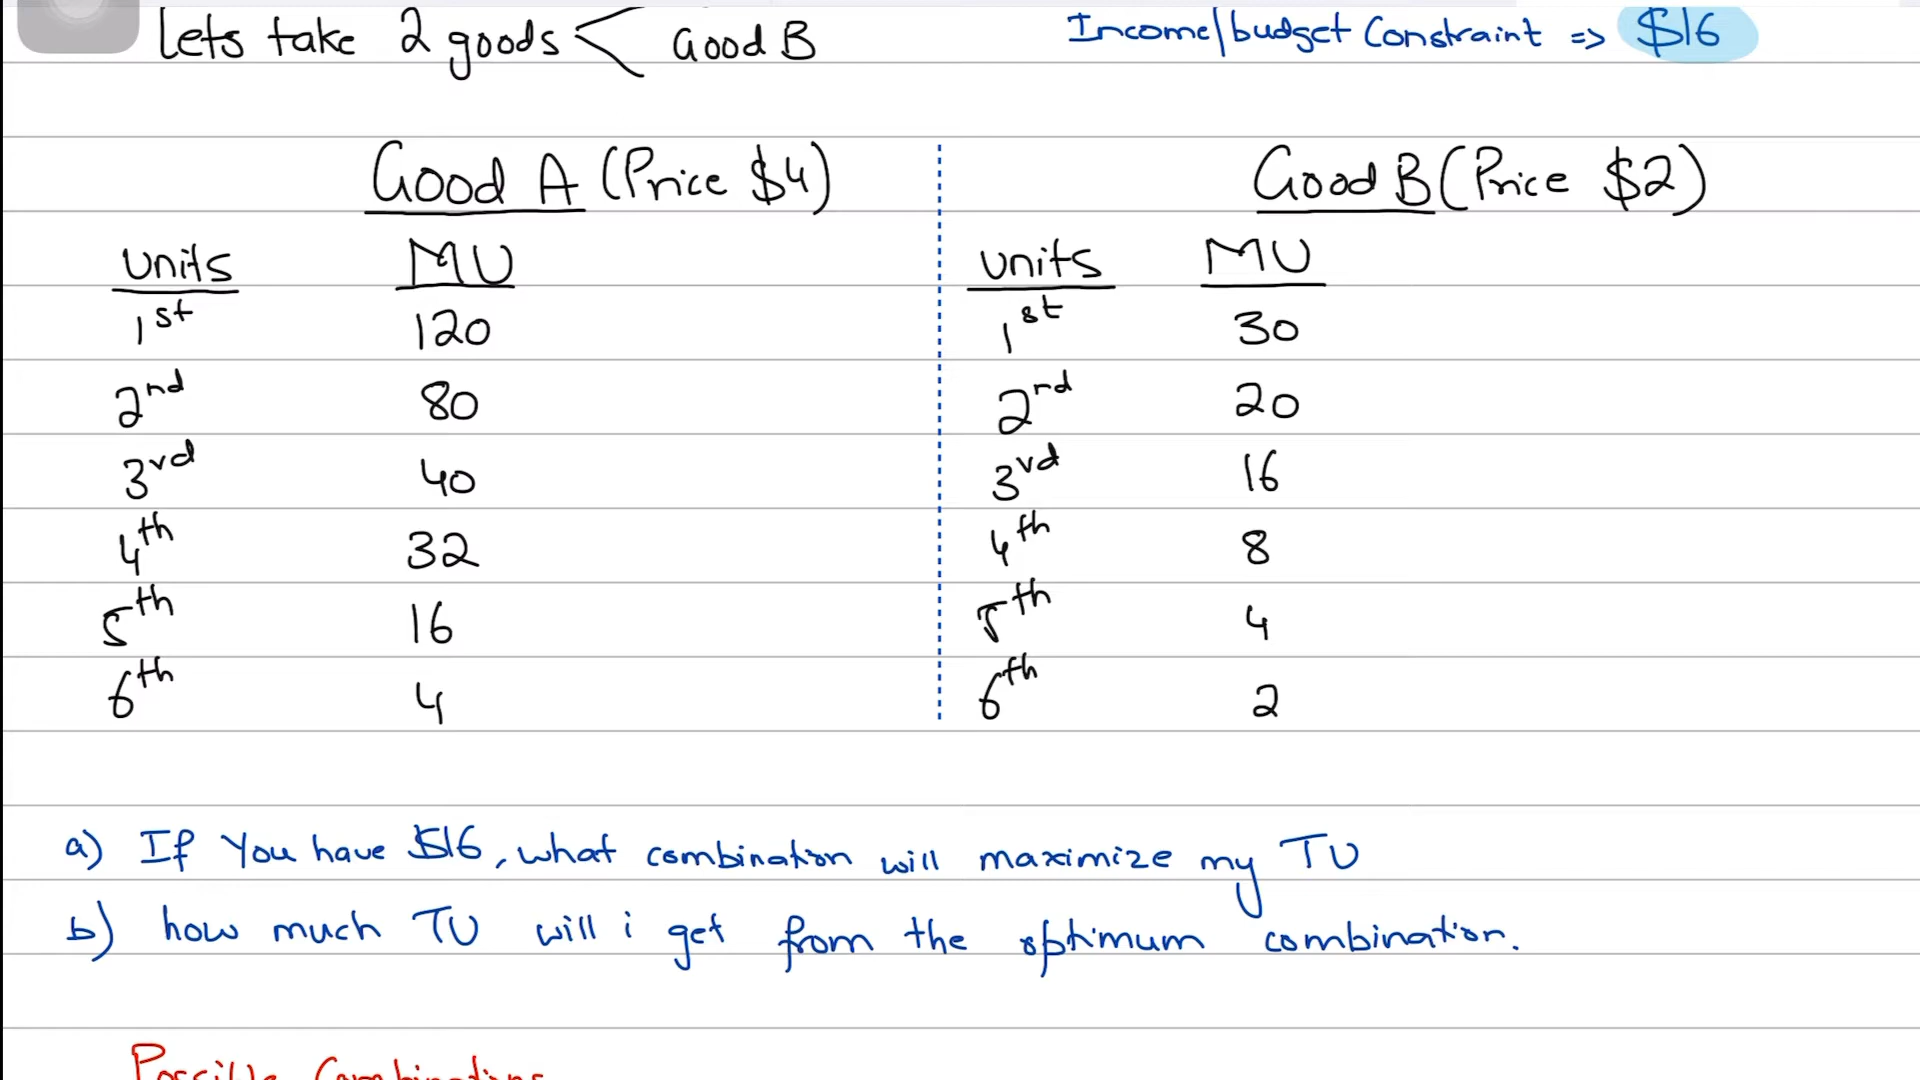 Lets take 2 goods < Good B
Income/budget Constraint => $16
Good A (Price $4)
Good B (Price $2)
units MU
units MU
1st 120
1st 30
2nd 80
2nd 20
3rd 40
3rd 16
4th 32
4th 8
5th 16
5th 4
6th 4
6th 2
a) If You have $16, what combination will maximize my TU
b) how much TU will i get from the optimum combination.
Possible Combinations